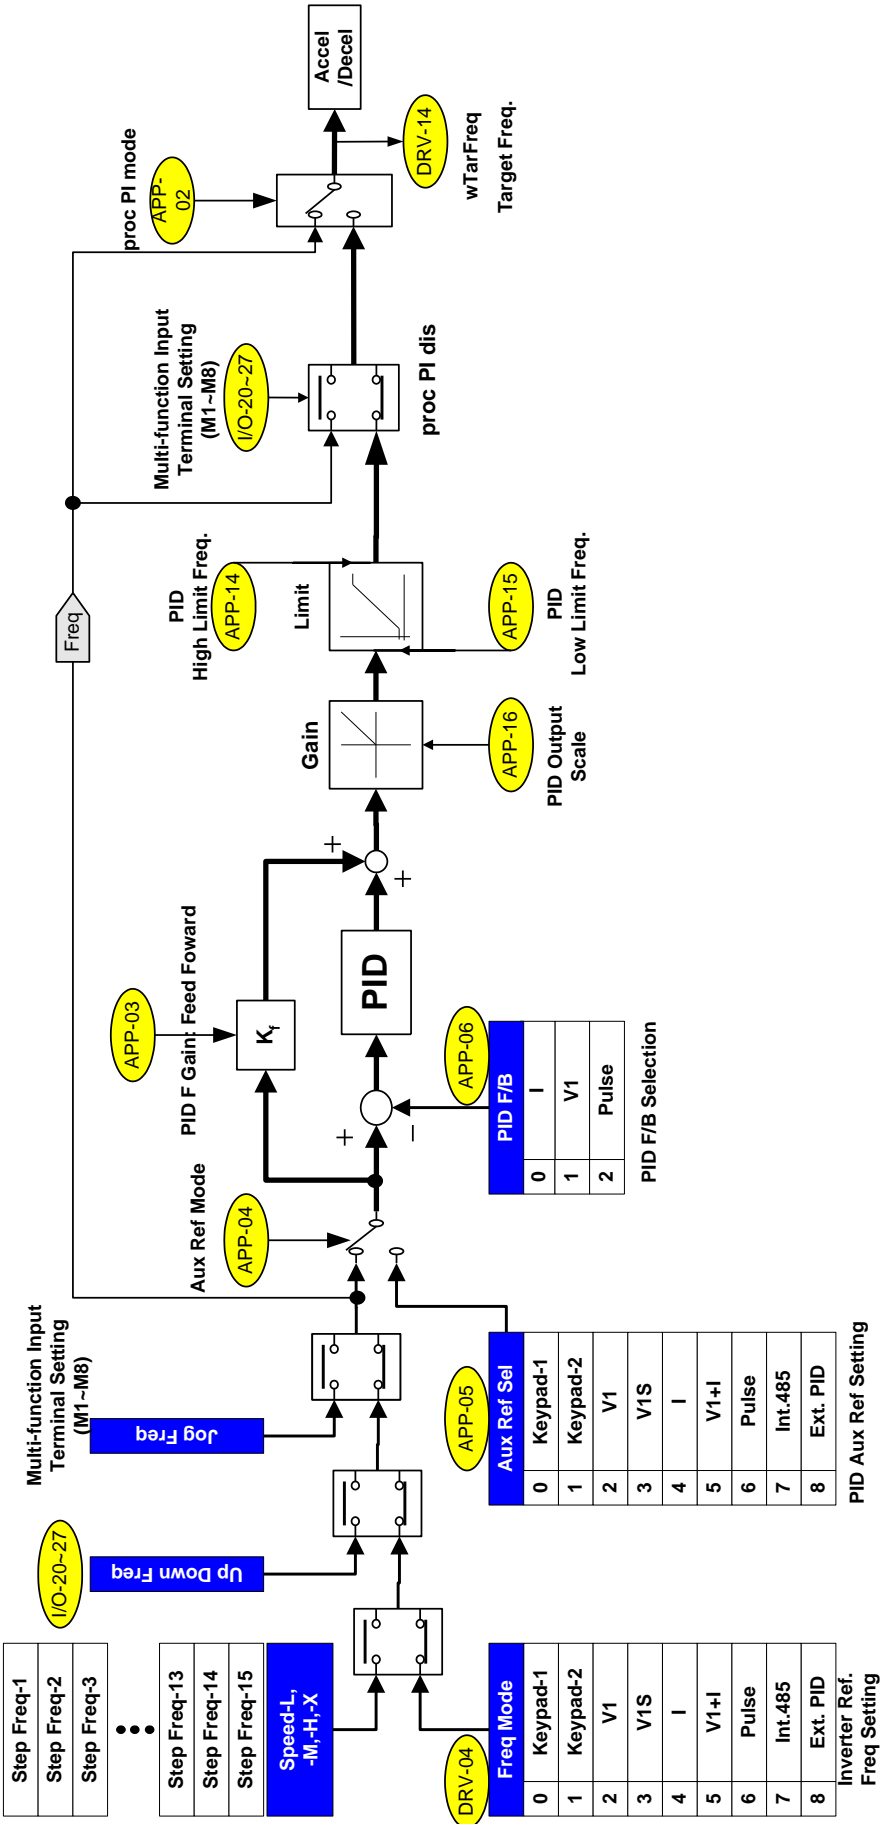 Step Freq-1
Step Freq-2
Step Freq-3
Step Freq-13
Step Freq-14
Step Freq-15
Speed-L,
-M,-H,-X
DRV-04
Freq Mode
0 Keypad-1
1 Keypad-2
2 V1
3 V1S
4 I
5 V1+I
6 Pulse
7 Int.485
8 Ext. PID
Inverter Ref.
Freq Setting
I/O-20~27
Up Down Freq
Multi-function Input
Terminal Setting
(M1~M8)
Jog Freq
APP-05
Aux Ref Sel
0 Keypad-1
1 Keypad-2
2 V1
3 V1S
4 I
5 V1+I
6 Pulse
7 Int.485
8 Ext. PID
PID Aux Ref Setting
Aux Ref Mode
APP-04
+
−
APP-06
PID F/B
0 I
1 V1
2 Pulse
PID F/B Selection
APP-03
PID F Gain: Feed Foward
Kf
PID
+
+
Gain
APP-16
PID Output
Scale
PID
High Limit Freq.
APP-14
Limit
APP-15
PID
Low Limit Freq.
Freq
Multi-function Input
Terminal Setting
(M1~M8)
I/O-20~27
proc PI dis
proc PI mode
APP-
02
DRV-14
wTarFreq
Target Freq.
Accel
/Decel